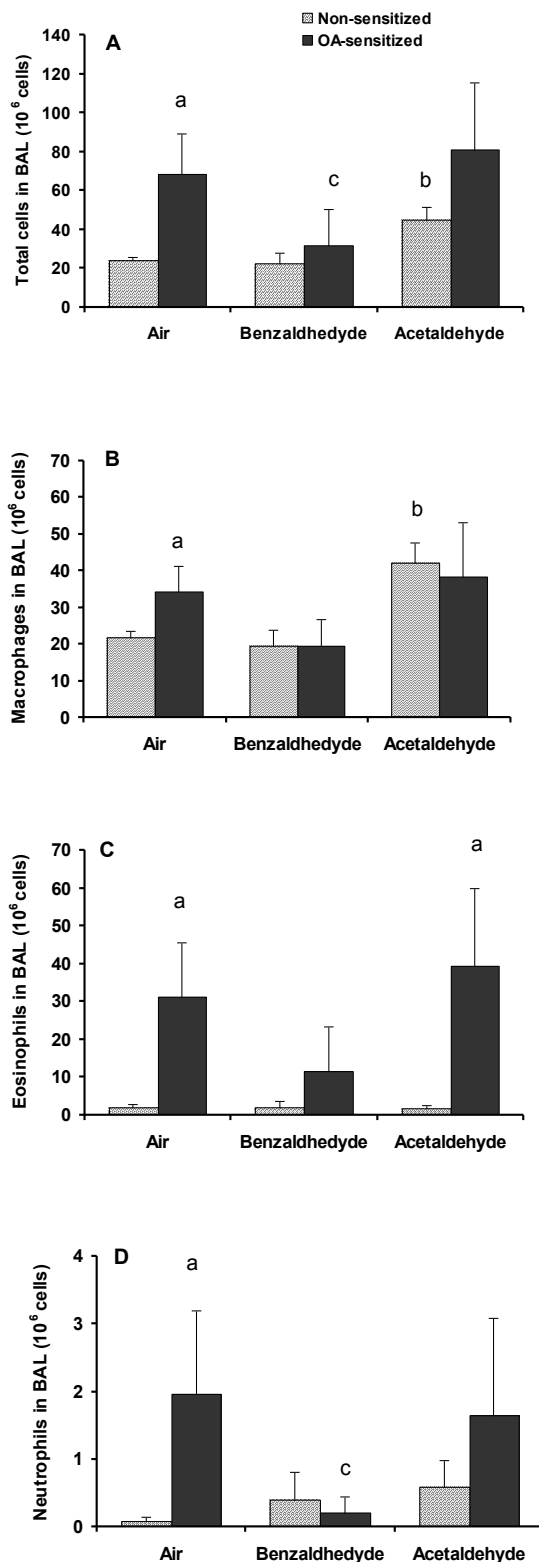 Non-sensitized
OA-sensitized
A
Total cells in BAL (10⁶ cells)
140
120
100
80
60
40
20
0
a
c
b
Air Benzaldhedyde Acetaldehyde
B
Macrophages in BAL (10⁶ cells)
70
60
50
40
30
20
10
0
a
b
Air Benzaldhedyde Acetaldehyde
C
Eosinophils in BAL (10⁶ cells)
70
60
50
40
30
20
10
0
a
a
Air Benzaldhedyde Acetaldehyde
D
Neutrophils in BAL (10⁶ cells)
4
3
2
1
0
a
c
Air Benzaldhedyde Acetaldehyde